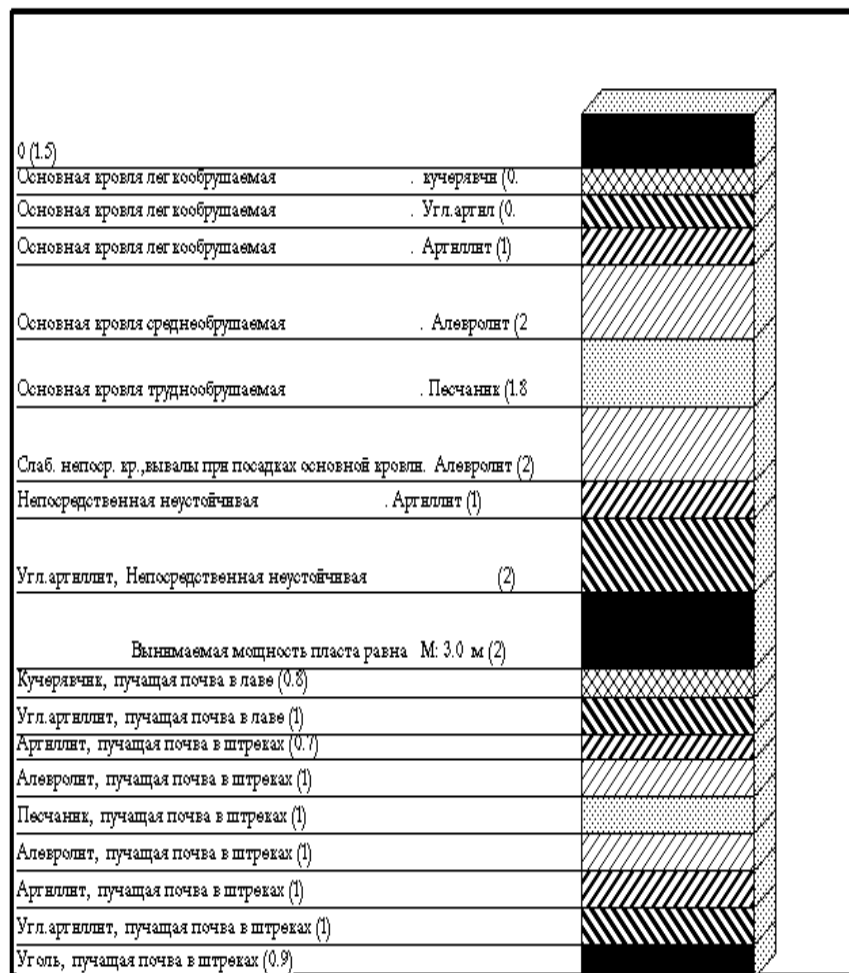 0 (1.5)
Основная кровля легкообрушаемая . кучерявчи (0.
Основная кровля легкообрушаемая . Угл.аргил (0.
Основная кровля легкообрушаемая . Аргиллит (1)
Основная кровля среднеобрушаемая . Алевролит (2
Основная кровля труднообрушаемая . Песчаник (1.8
Слаб. непоср. кр.,вывалы при посадках основной кровли. Алевролит (2)
Непосредственная неустойчивая . Аргиллит (1)
Угл.аргиллит, Непосредственная неустойчивая (2)
Вынимаемая мощность пласта равна М: 3.0 м (2)
Кучерявчик, пучащая почва в лаве (0.8)
Угл.аргиллит, пучащая почва в лаве (1)
Аргиллит, пучащая почва в штреках (0.7)
Алевролит, пучащая почва в штреках (1)
Песчаник, пучащая почва в штреках (1)
Алевролит, пучащая почва в штреках (1)
Аргиллит, пучащая почва в штреках (1)
Угл.аргиллит, пучащая почва в штреках (1)
Уголь, пучащая почва в штреках (0.9)